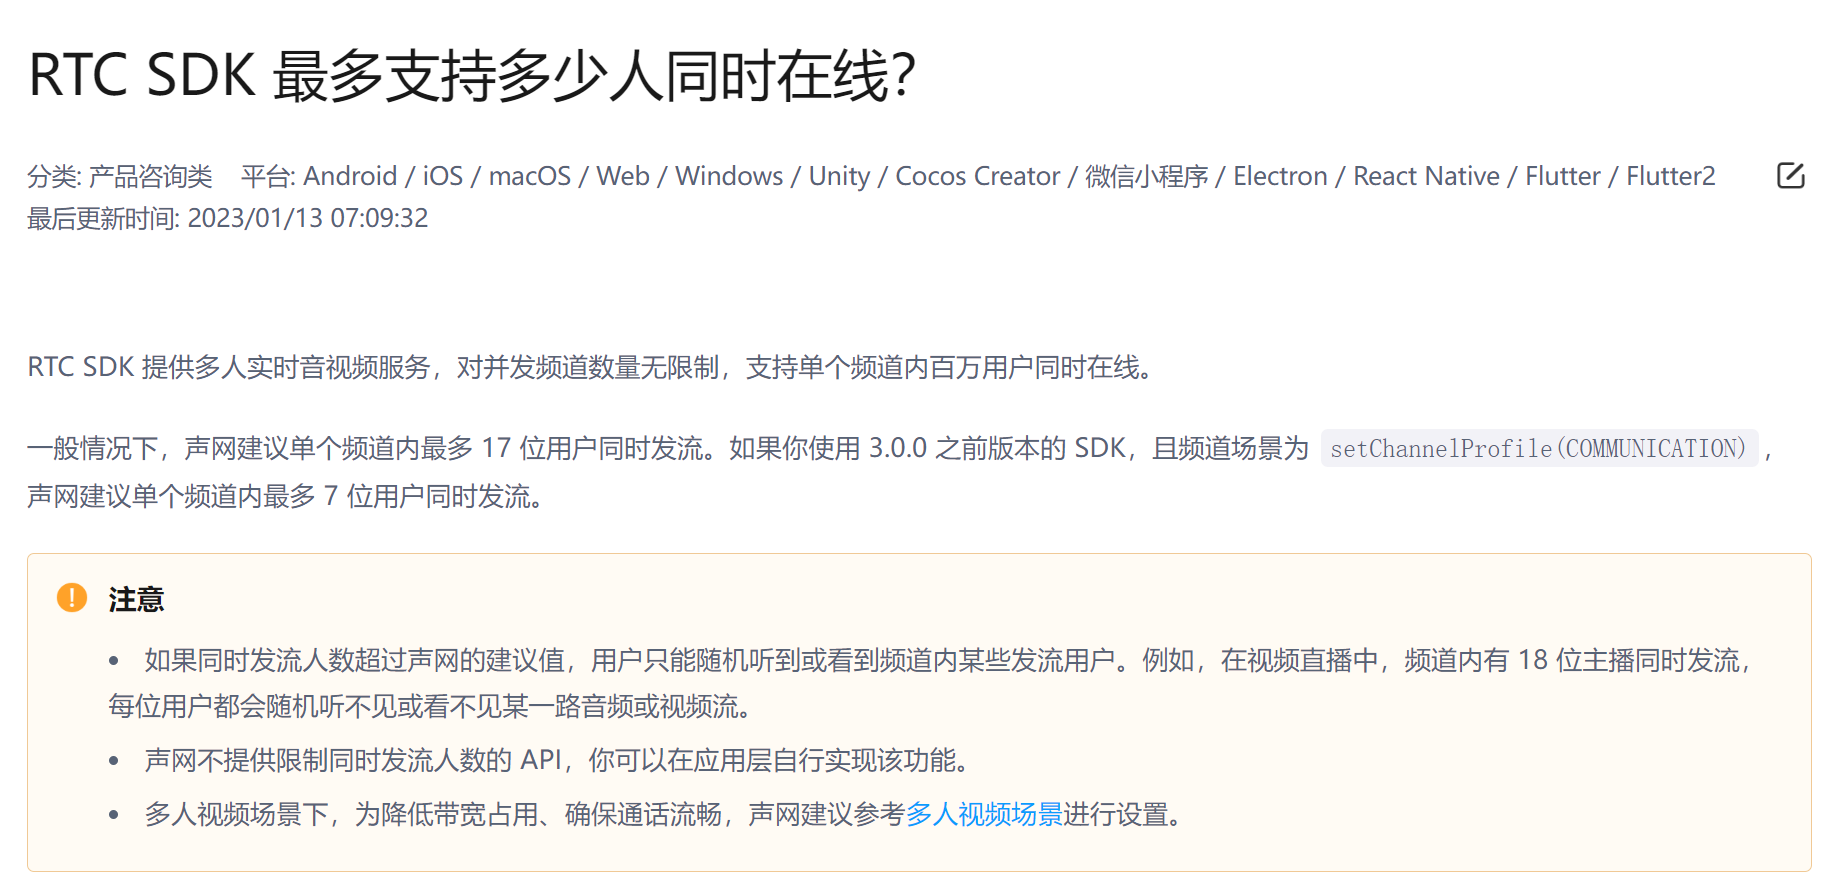 RTC SDK 最多支持多少人同时在线？
分类: 产品咨询类 平台: Android / iOS / macOS / Web / Windows / Unity / Cocos Creator / 微信小程序 / Electron / React Native / Flutter / Flutter2
最后更新时间: 2023/01/13 07:09:32
RTC SDK 提供多人实时音视频服务，对并发频道数量无限制，支持单个频道内百万用户同时在线。
一般情况下，声网建议单个频道内最多 17 位用户同时发流。如果你使用 3.0.0 之前版本的 SDK，且频道场景为 setChannelProfile(COMMUNICATION)，
声网建议单个频道内最多 7 位用户同时发流。
注意
• 如果同时发流人数超过声网的建议值，用户只能随机听到或看到频道内某些发流用户。例如，在视频直播中，频道内有 18 位主播同时发流，
每位用户都会随机听不见或看不见某一路音频或视频流。
• 声网不提供限制同时发流人数的 API，你可以在应用层自行实现该功能。
• 多人视频场景下，为降低带宽占用、确保通话流畅，声网建议参考多人视频场景进行设置。